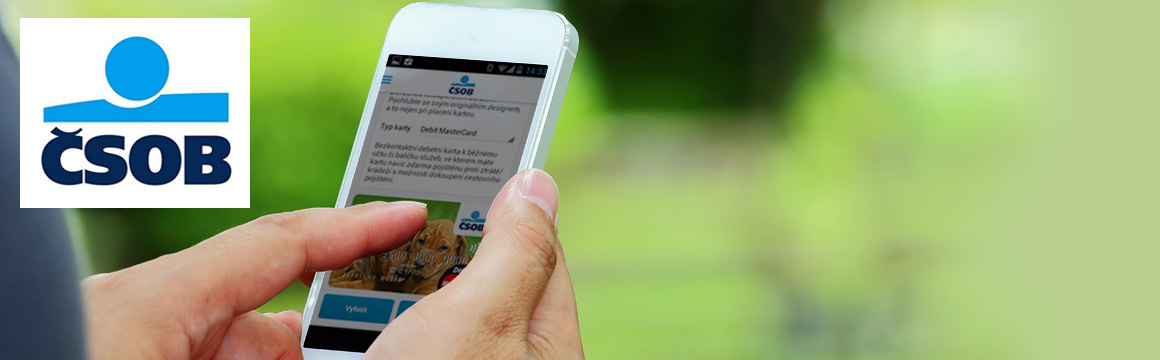 ČSOB
14:33
ČSOB
Pochlubte se svým originálním designem,
a to nejen při placení kartou.
Typ karty Debit MasterCard
Bezkontaktní debetní karta k běžnému
účtu či balíčku služeb, ve kterém máte
kartu navíc zdarma pojištěnu proti ztrátě/
krádeži s možností dokoupení cestovního
pojištění.
ČSOB
Vyfotit